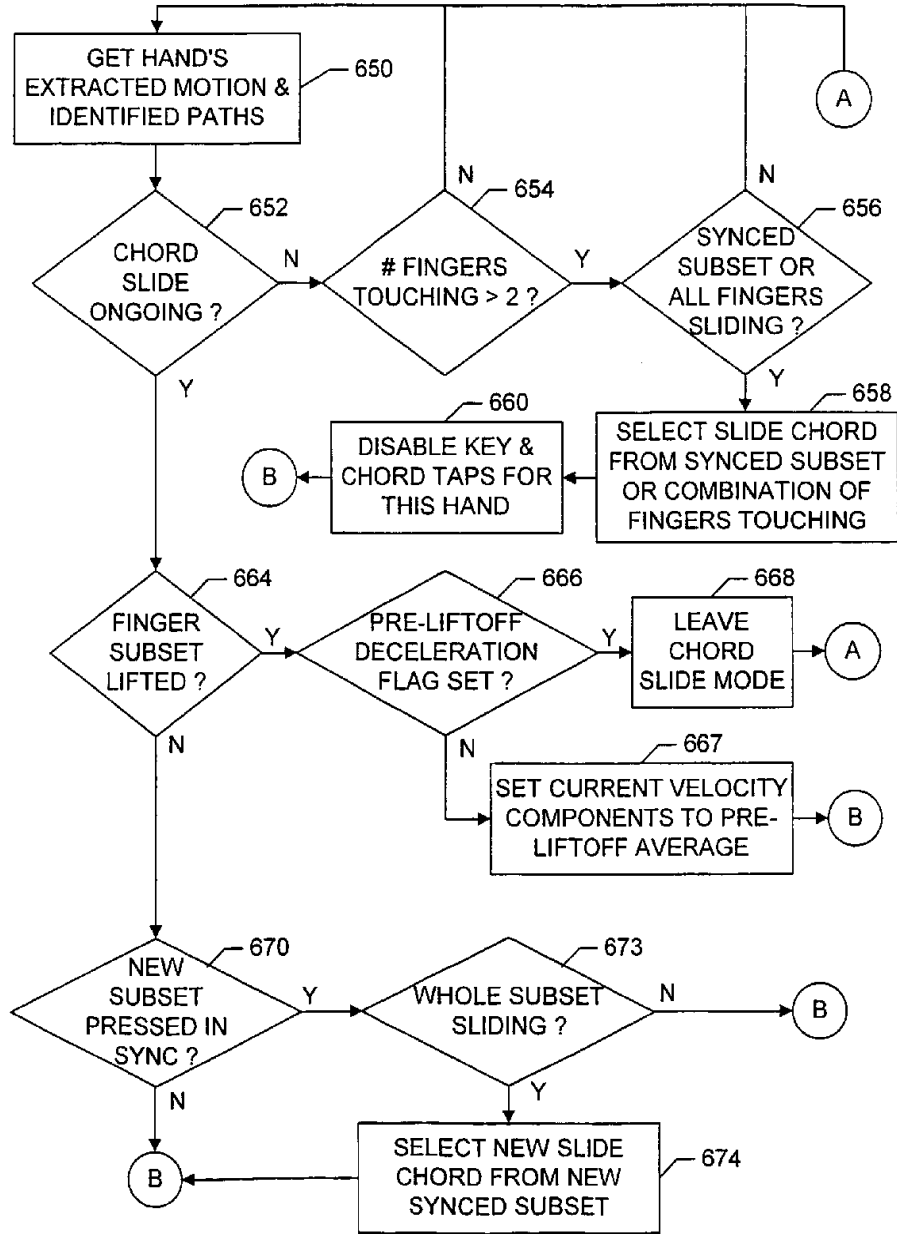 GET HAND'S
EXTRACTED MOTION &
IDENTIFIED PATHS
650
A
652
CHORD
SLIDE
ONGOING ?
N
Y
654
# FINGERS
TOUCHING > 2 ?
N
Y
656
SYNCED
SUBSET OR
ALL FINGERS
SLIDING ?
N
Y
658
SELECT SLIDE CHORD
FROM SYNCED SUBSET
OR COMBINATION OF
FINGERS TOUCHING
660
DISABLE KEY &
CHORD TAPS FOR
THIS HAND
B
664
FINGER
SUBSET
LIFTED ?
Y
N
666
PRE-LIFTOFF
DECELERATION
FLAG SET ?
Y
N
668
LEAVE
CHORD
SLIDE MODE
A
667
SET CURRENT VELOCITY
COMPONENTS TO PRE-
LIFTOFF AVERAGE
B
670
NEW
SUBSET
PRESSED IN
SYNC ?
Y
N
673
WHOLE SUBSET
SLIDING ?
N
B
Y
674
SELECT NEW SLIDE
CHORD FROM NEW
SYNCED SUBSET
B